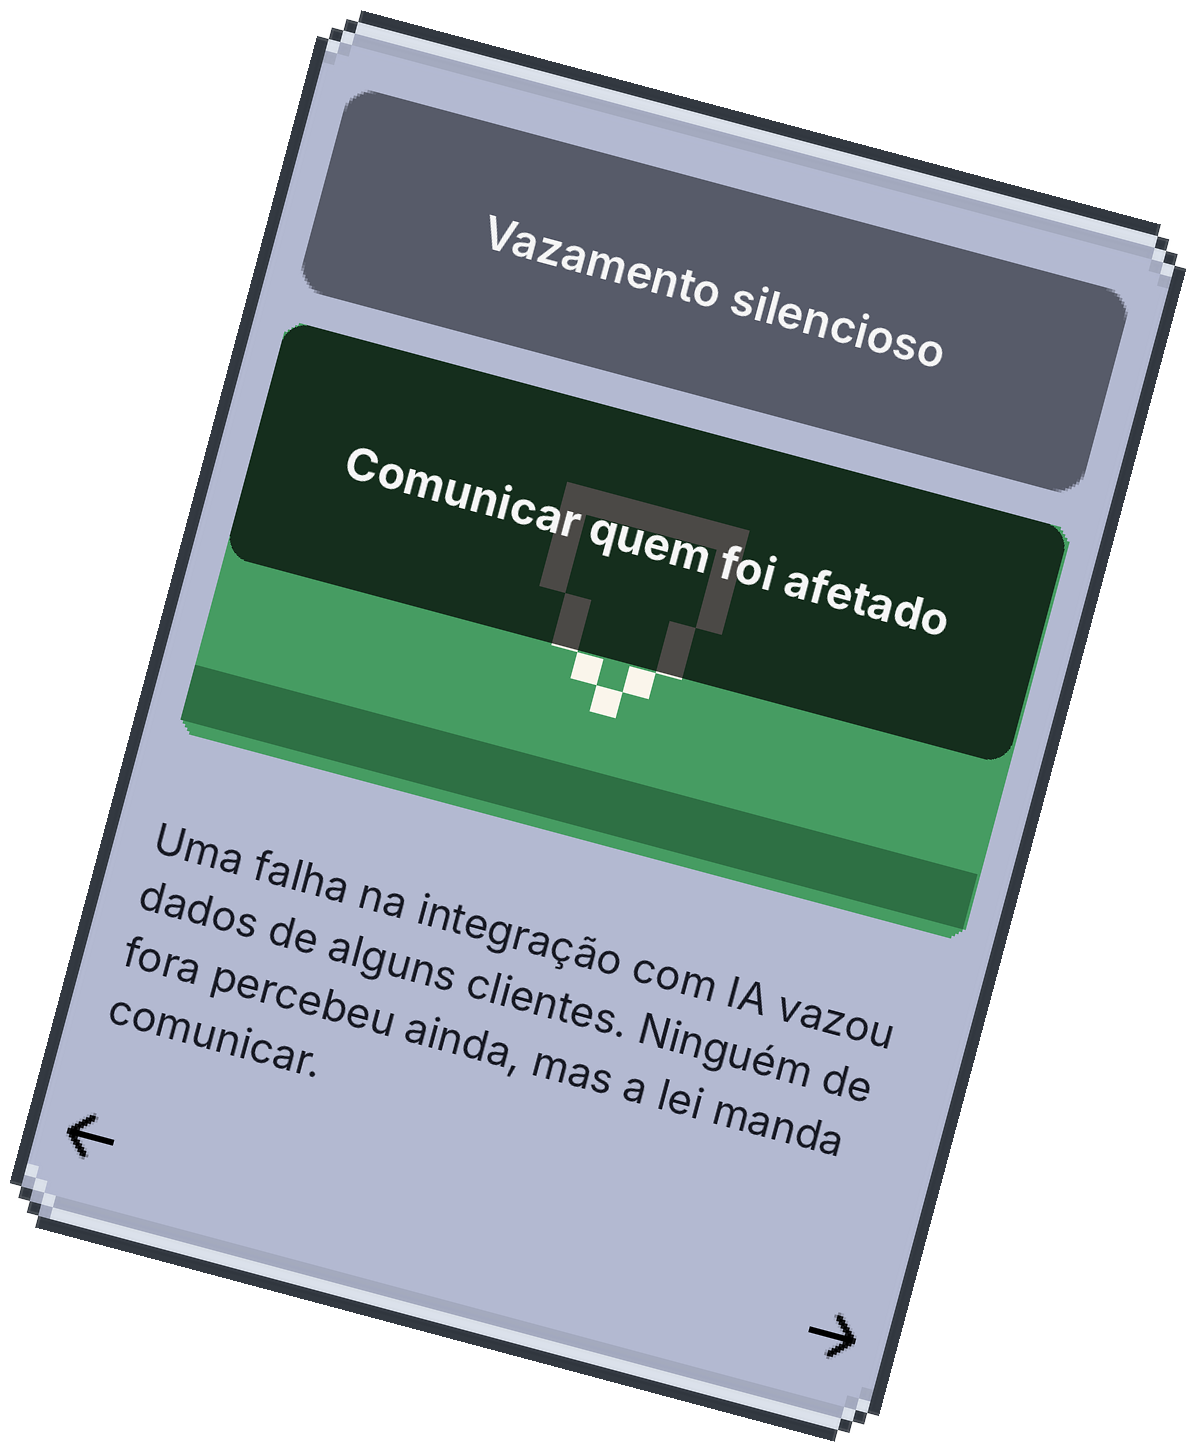 Vazamento silencioso
Comunicar quem foi afetado
Uma falha na integração com IA vazou
dados de alguns clientes. Ninguém de
fora percebeu ainda, mas a lei manda
comunicar.